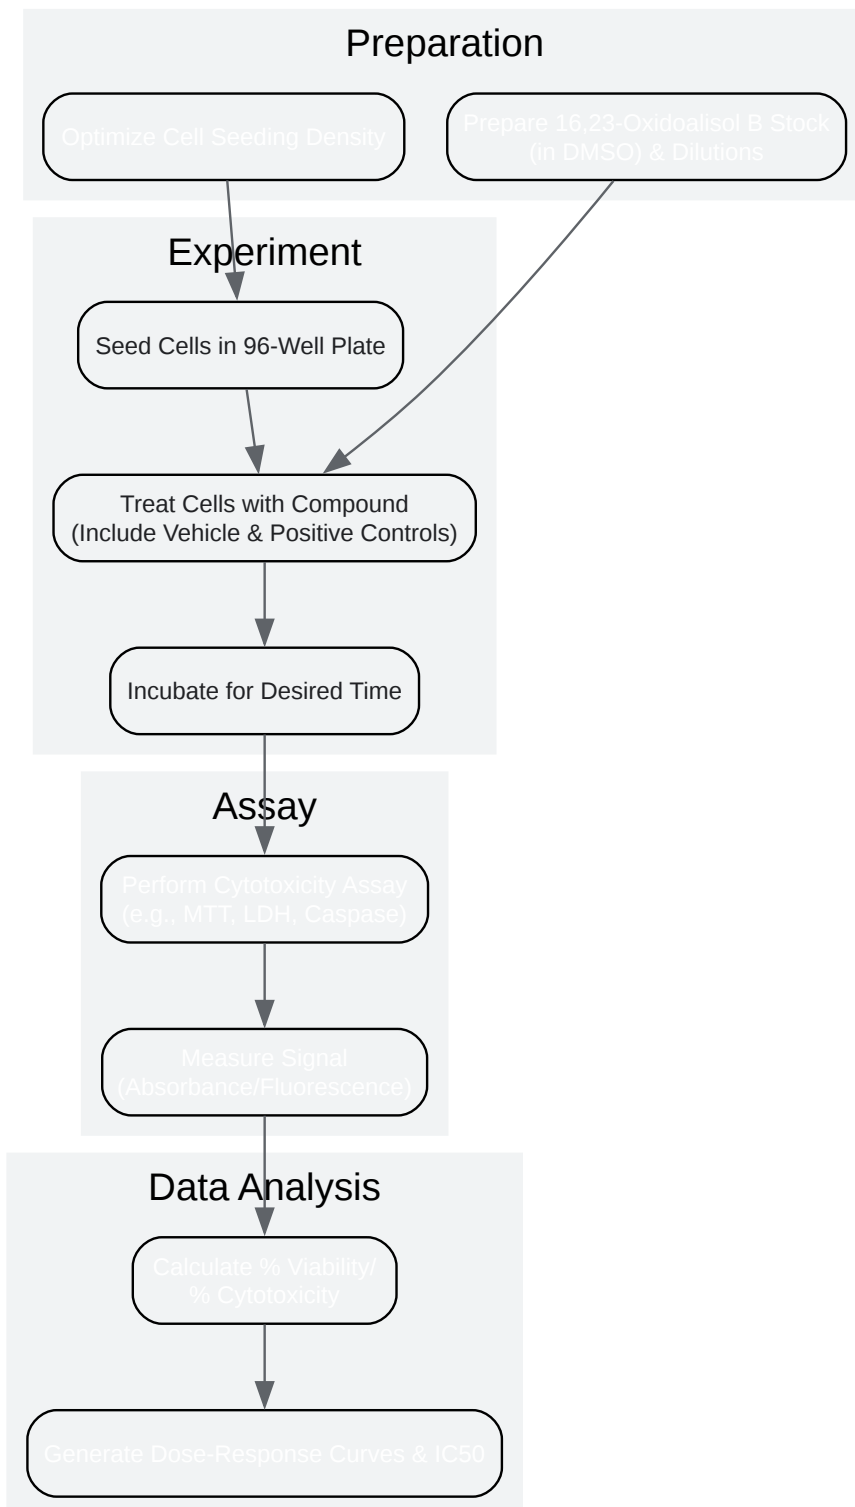 Preparation
Optimize Cell Seeding Density
Prepare 16,23-Oxidoalisol B Stock
(in DMSO) & Dilutions
Experiment
Seed Cells in 96-Well Plate
Treat Cells with Compound
(Include Vehicle & Positive Controls)
Incubate for Desired Time
Assay
Perform Cytotoxicity Assay
(e.g., MTT, LDH, Caspase)
Measure Signal
(Absorbance/Fluorescence)
Data Analysis
Calculate % Viability/
% Cytotoxicity
Generate Dose-Response Curves & IC50